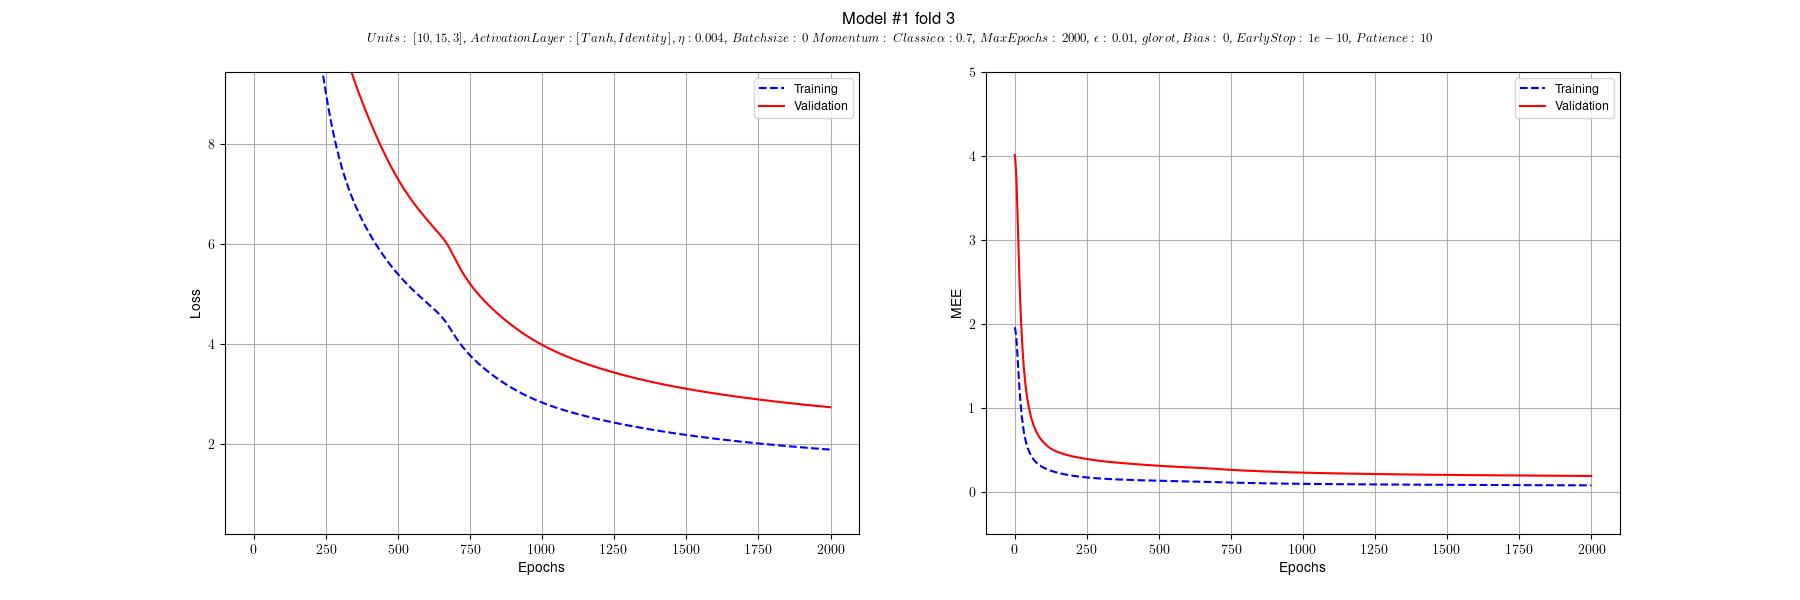 Model #1 fold 3
Units : [10, 15, 3], ActivationLayer : [Tanh, Identity], η : 0.004, Batchsize : 0 Momentum : Classicα : 0.7, MaxEpochs : 2000, ϵ : 0.01, glorot, Bias : 0, EarlyStop : 1e − 10, Patience : 10
Training
Validation
8
6
4
2
Loss
0 250 500 750 1000 1250 1500 1750 2000
Epochs
Training
Validation
5
4
3
2
1
0
MEE
0 250 500 750 1000 1250 1500 1750 2000
Epochs